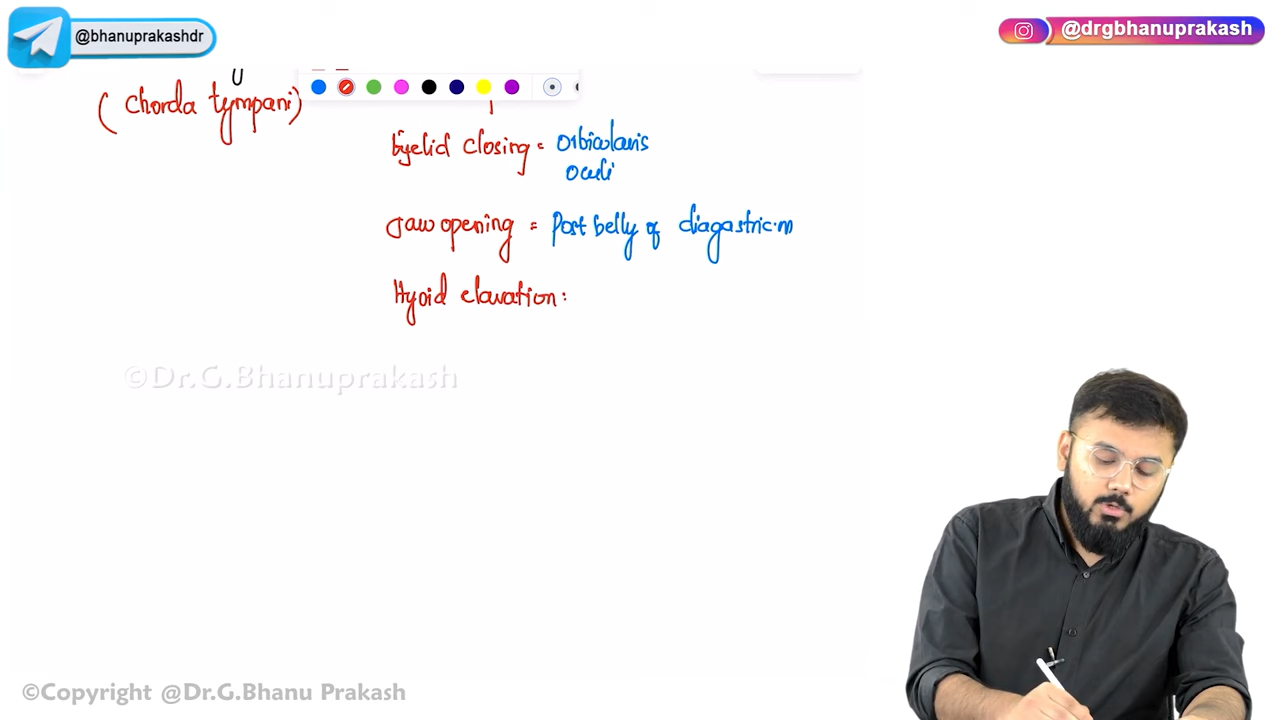 @bhanuprakashdr
@drgbhanuprakash
(Chorda tympani)
Eyelid closing = Orbicularis
oculi
Jaw opening = Post belly of diagastric.m
Hyoid elavation:
©Dr.G.Bhanuprakash
©Copyright @Dr.G.Bhanu Prakash